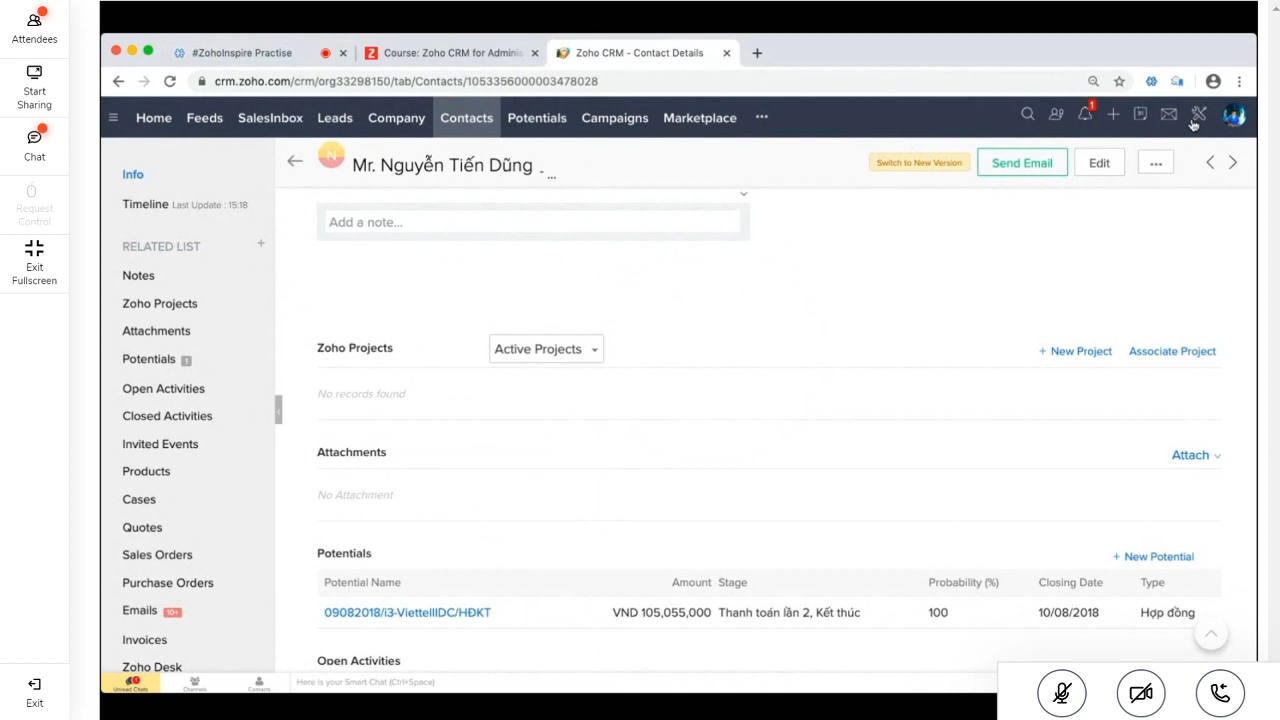 Attendees
Start
Sharing
Chat
Request
Control
Exit
Fullscreen
Exit
#ZohoInspire Practise
Course: Zoho CRM for Adminis
Zoho CRM - Contact Details
crm.zoho.com/crm/org33298150/tab/Contacts/1053356000003478028
Home Feeds SalesInbox Leads Company Contacts Potentials Campaigns Marketplace ...
1
N
Mr. Nguyễn Tiến Dũng - ...
Switch to New Version
Send Email
Edit
...
Info
Timeline Last Update : 15:18
RELATED LIST +
Notes
Zoho Projects
Attachments
Potentials 1
Open Activities
Closed Activities
Invited Events
Products
Cases
Quotes
Sales Orders
Purchase Orders
Emails 10+
Invoices
Zoho Desk
Add a note...
Zoho Projects Active Projects + New Project Associate Project
No records found
Attachments Attach
No Attachment
Potentials + New Potential
Potential Name Amount Stage Probability (%) Closing Date Type
09082018/i3-ViettelIDC/HĐKT VND 105,055,000 Thanh toán lần 2, Kết thúc 100 10/08/2018 Hợp đồng
Open Activities
Unread Chats Channels Contacts Here is your Smart Chat (Ctrl+Space)